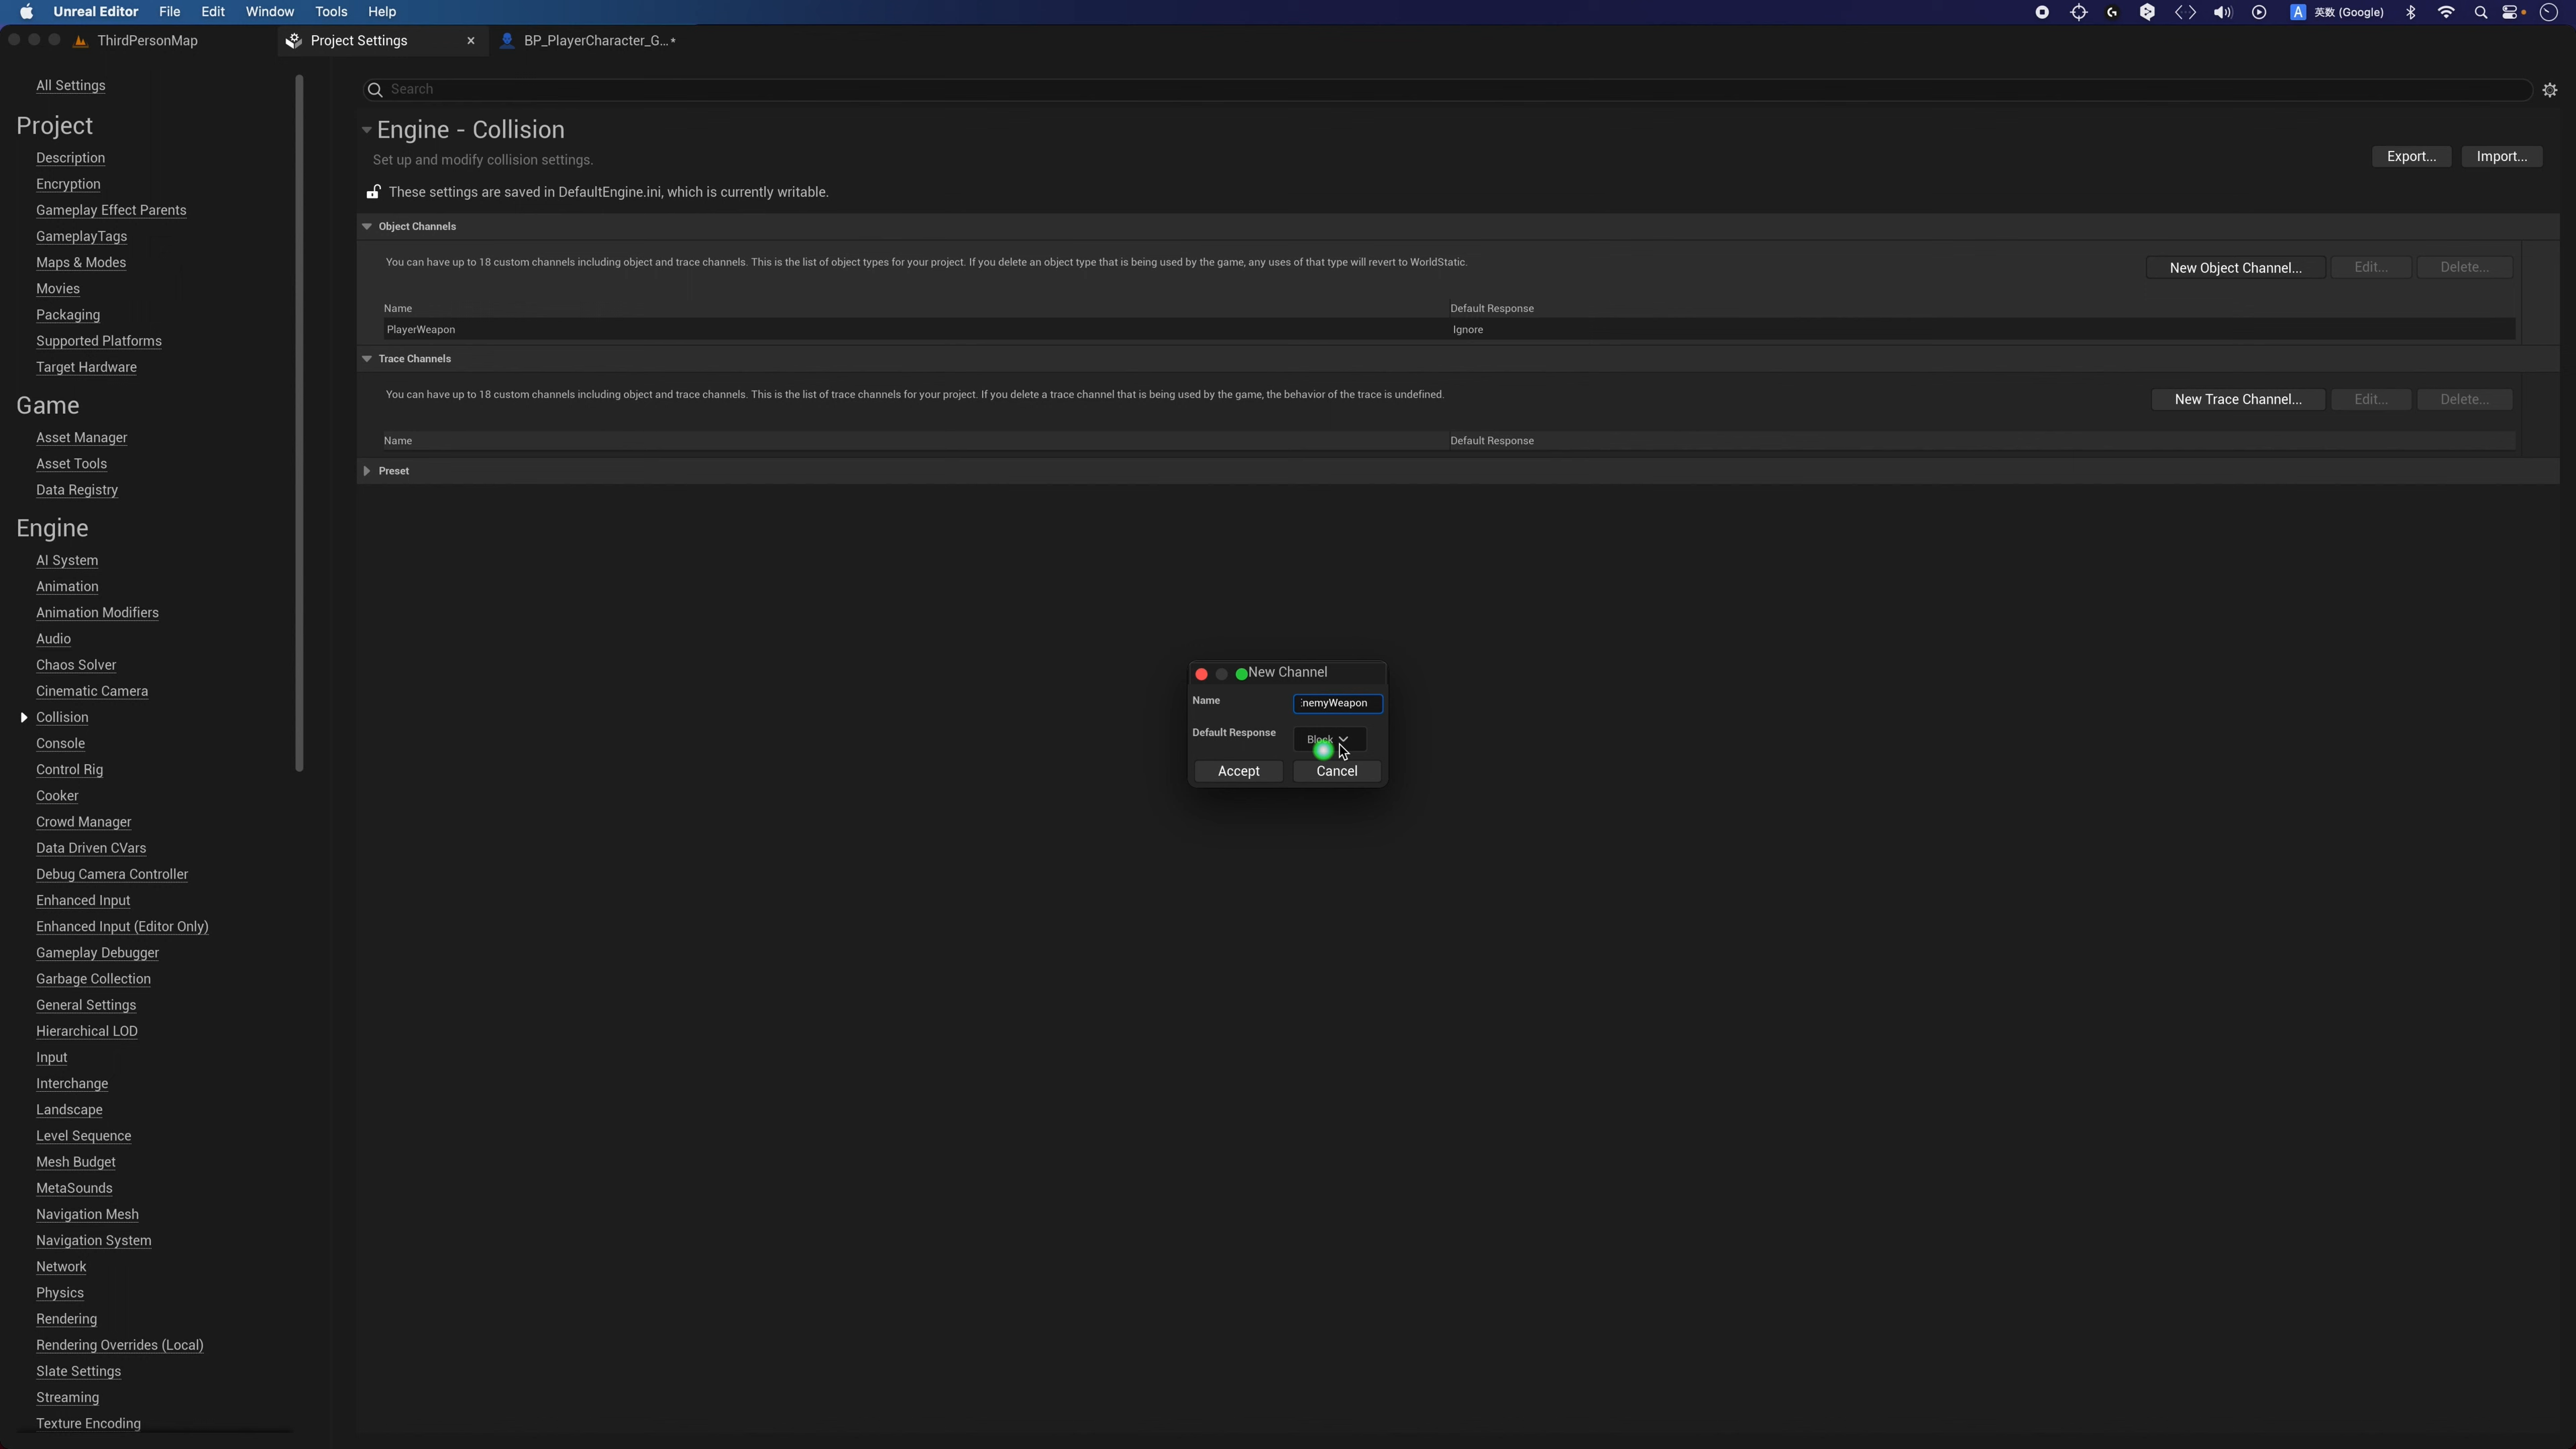 Unreal Editor File Edit Window Tools Help
A 英数 (Google)
ThirdPersonMap
Project Settings
BP_PlayerCharacter_G...*
All Settings
Search
Project
Description
Encryption
Gameplay Effect Parents
GameplayTags
Maps & Modes
Movies
Packaging
Supported Platforms
Target Hardware
Game
Asset Manager
Asset Tools
Data Registry
Engine
AI System
Animation
Animation Modifiers
Audio
Chaos Solver
Cinematic Camera
Collision
Console
Control Rig
Cooker
Crowd Manager
Data Driven CVars
Debug Camera Controller
Enhanced Input
Enhanced Input (Editor Only)
Gameplay Debugger
Garbage Collection
General Settings
Hierarchical LOD
Input
Interchange
Landscape
Level Sequence
Mesh Budget
MetaSounds
Navigation Mesh
Navigation System
Network
Physics
Rendering
Rendering Overrides (Local)
Slate Settings
Streaming
Texture Encoding
Engine - Collision
Set up and modify collision settings.
Export... Import...
These settings are saved in DefaultEngine.ini, which is currently writable.
Object Channels
You can have up to 18 custom channels including object and trace channels. This is the list of object types for your project. If you delete an object type that is being used by the game, any uses of that type will revert to WorldStatic.
New Object Channel... Edit... Delete...
Name Default Response
PlayerWeapon Ignore
Trace Channels
You can have up to 18 custom channels including object and trace channels. This is the list of trace channels for your project. If you delete a trace channel that is being used by the game, the behavior of the trace is undefined.
New Trace Channel... Edit... Delete...
Name Default Response
Preset
New Channel
Name EnemyWeapon
Default Response Block
Accept Cancel